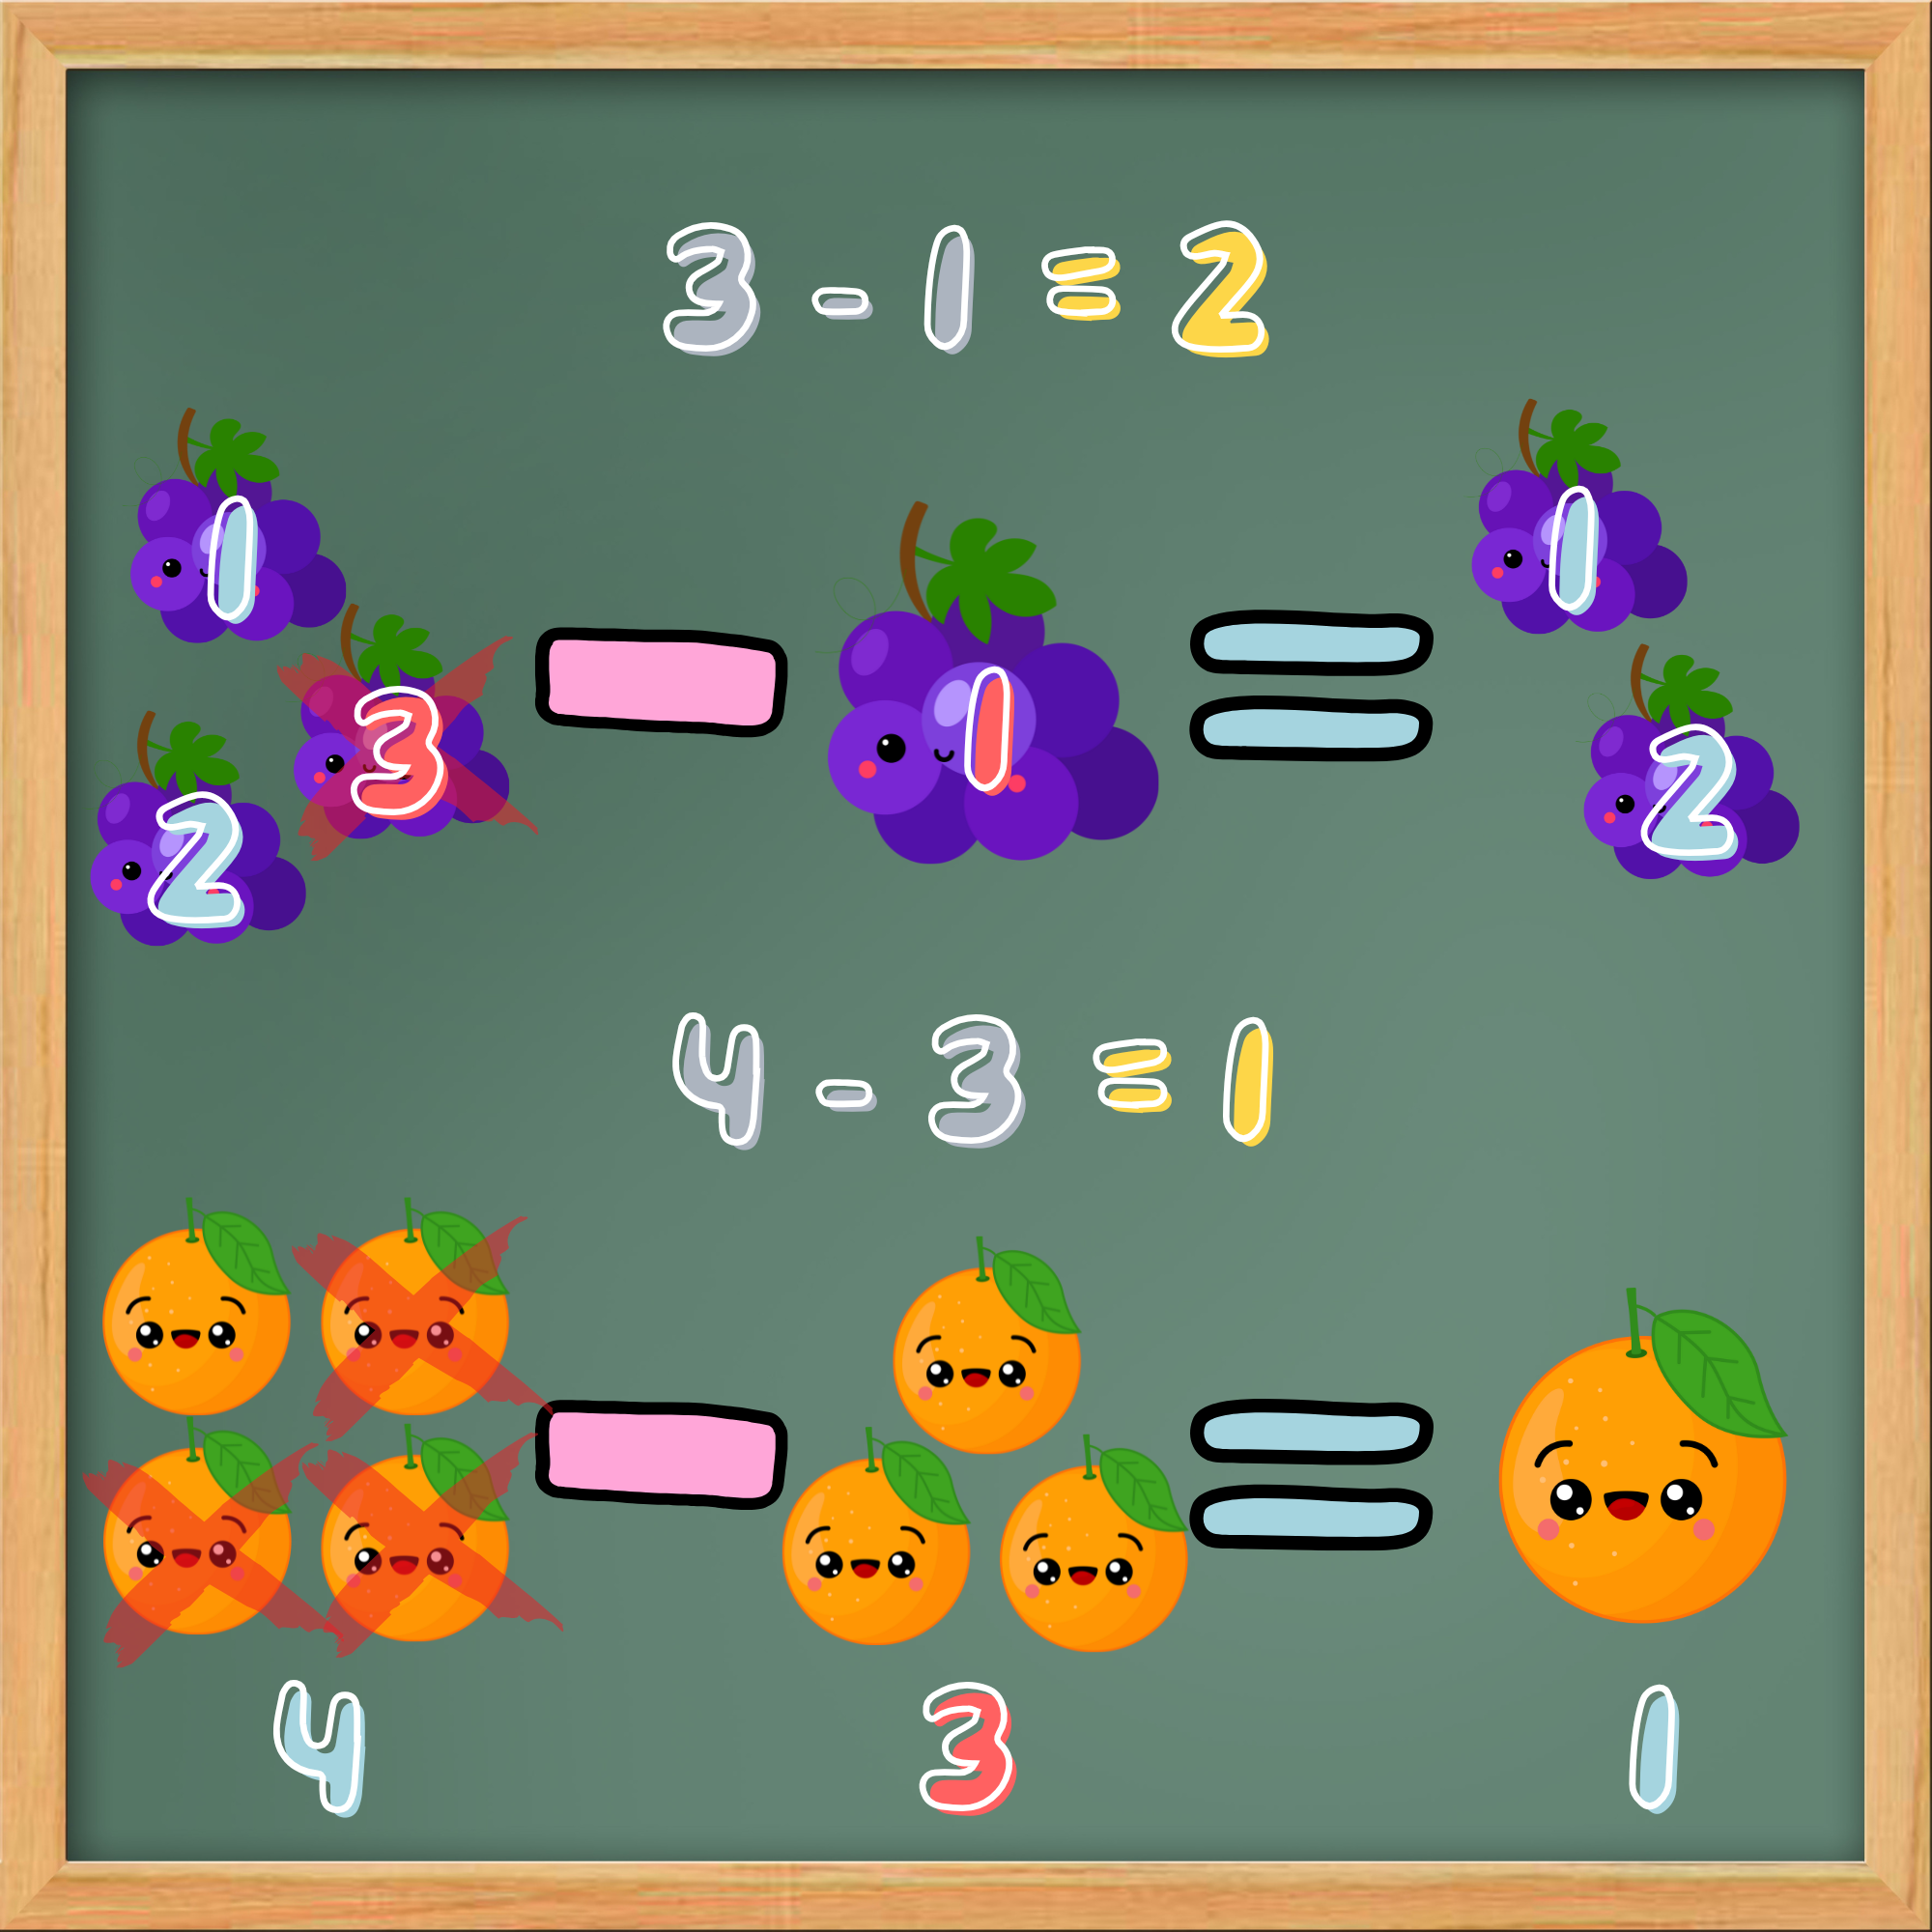 3 - 1 = 2
1 1
3 - 1 =
2 2
4 - 3 = 1
- =
4 3 1